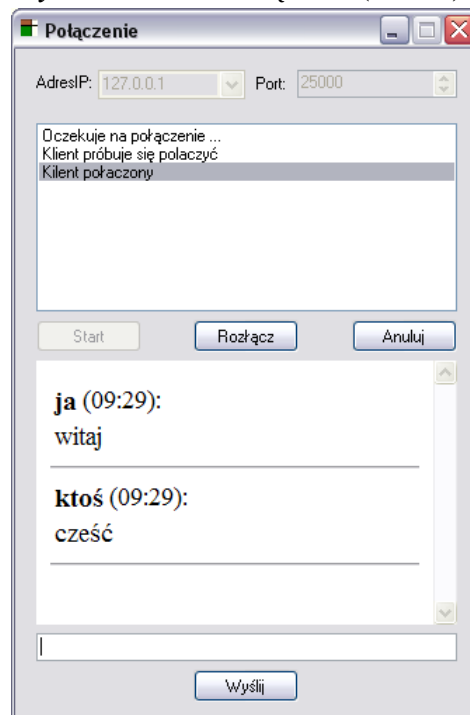 Połączenie
AdresIP: 127.0.0.1 Port: 25000
Oczekuje na połączenie ...
Klient próbuje się polaczyć
Kilent połaczony
Start Rozłącz Anuluj
ja (09:29):
witaj
ktoś (09:29):
cześć
Wyślij